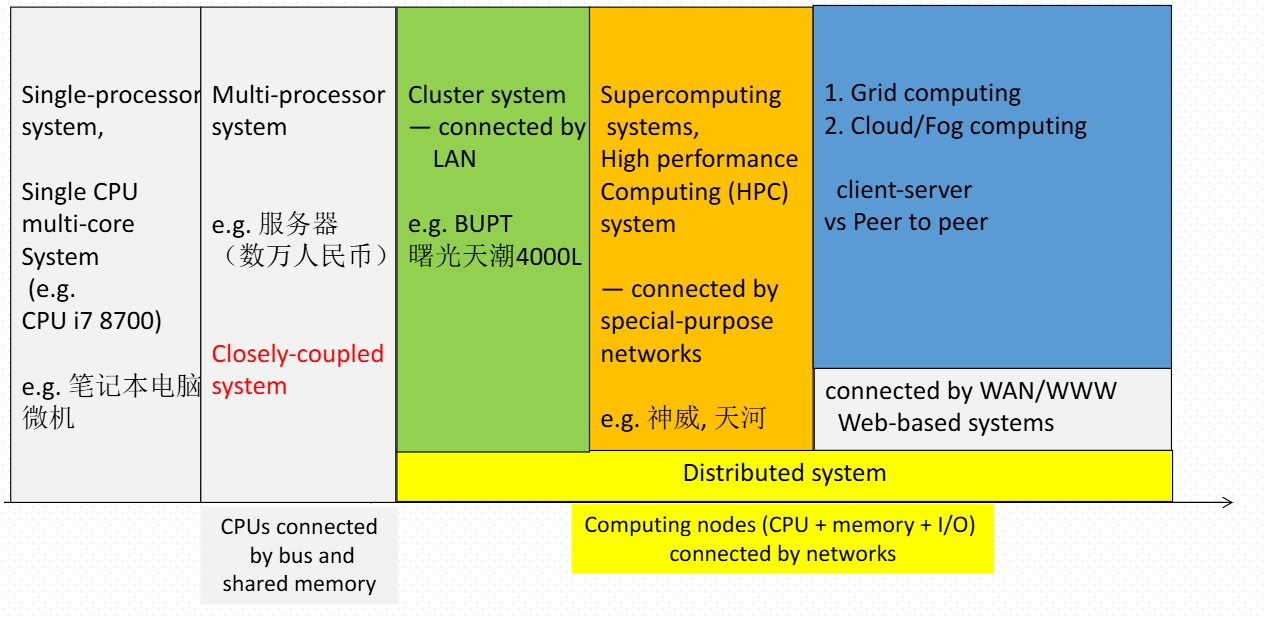 Single-processor
system,
Single CPU
multi-core
System
(e.g.
CPU i7 8700)
e.g. 笔记本电脑
微机
Multi-processor
system
e.g. 服务器
（数万人民币）
Closely-coupled
system
Cluster system
— connected by
LAN
e.g. BUPT
曙光天潮4000L
Supercomputing
systems,
High performance
Computing (HPC)
system
— connected by
special-purpose
networks
e.g. 神威, 天河
1. Grid computing
2. Cloud/Fog computing
client-server
vs Peer to peer
connected by WAN/WWW
Web-based systems
Distributed system
CPUs connected
by bus and
shared memory
Computing nodes (CPU + memory + I/O)
connected by networks